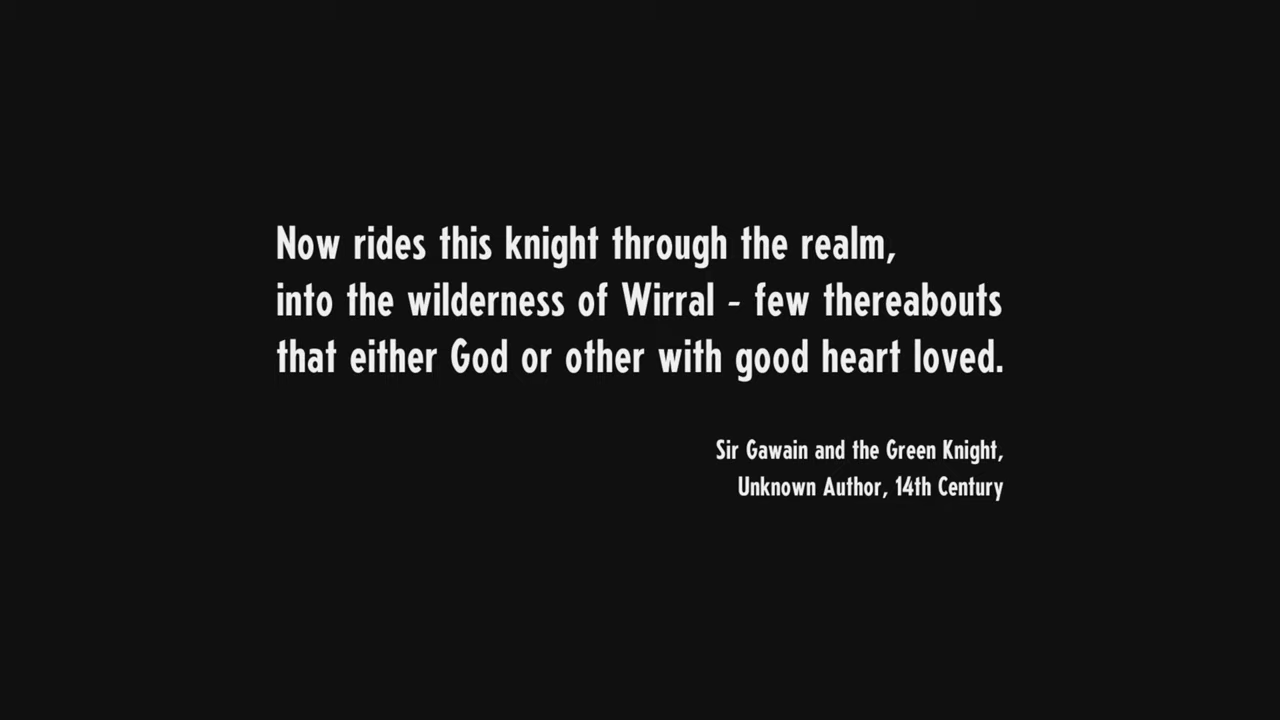 Now rides this knight through the realm,
into the wilderness of Wirral - few thereabouts
that either God or other with good heart loved.
Sir Gawain and the Green Knight,
Unknown Author, 14th Century